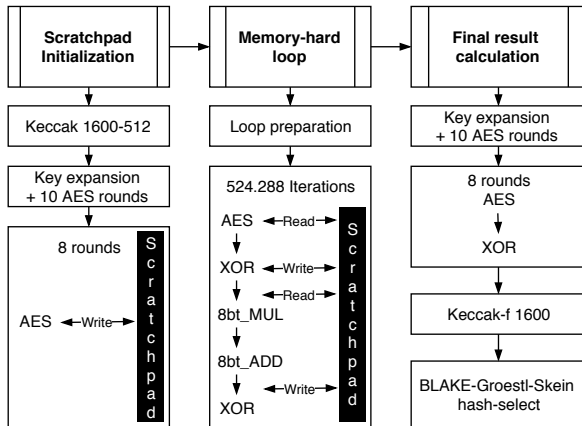 Scratchpad
Initialization
Keccak 1600-512
Key expansion
+ 10 AES rounds
8 rounds
AES
Write
Scratchpad
Memory-hard
loop
Loop preparation
524.288 Iterations
AES
Read
XOR
Write
Read
8bt_MUL
8bt_ADD
Write
XOR
Scratchpad
Final result
calculation
Key expansion
+ 10 AES rounds
8 rounds
AES
XOR
Keccak-f 1600
BLAKE-Groestl-Skein
hash-select